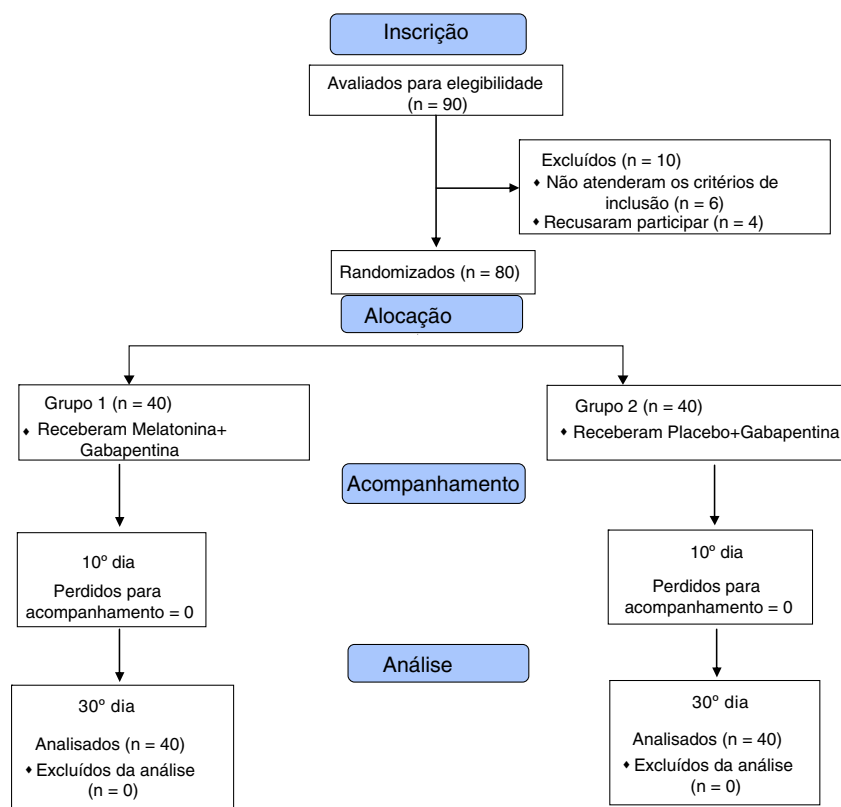 Inscrição
Avaliados para elegibilidade
(n = 90)
Excluídos (n = 10)
♦ Não atenderam os critérios de
inclusão (n = 6)
♦ Recusaram participar (n = 4)
Randomizados (n = 80)
Alocação
Grupo 1 (n = 40)
♦ Receberam Melatonina+
Gabapentina
Grupo 2 (n = 40)
♦ Receberam Placebo+Gabapentina
Acompanhamento
10º dia
Perdidos para
acompanhamento = 0
10º dia
Perdidos para
acompanhamento = 0
Análise
30º dia
Analisados (n = 40)
♦ Excluídos da análise
(n = 0)
30º dia
Analisados (n = 40)
♦ Excluídos da análise
(n = 0)